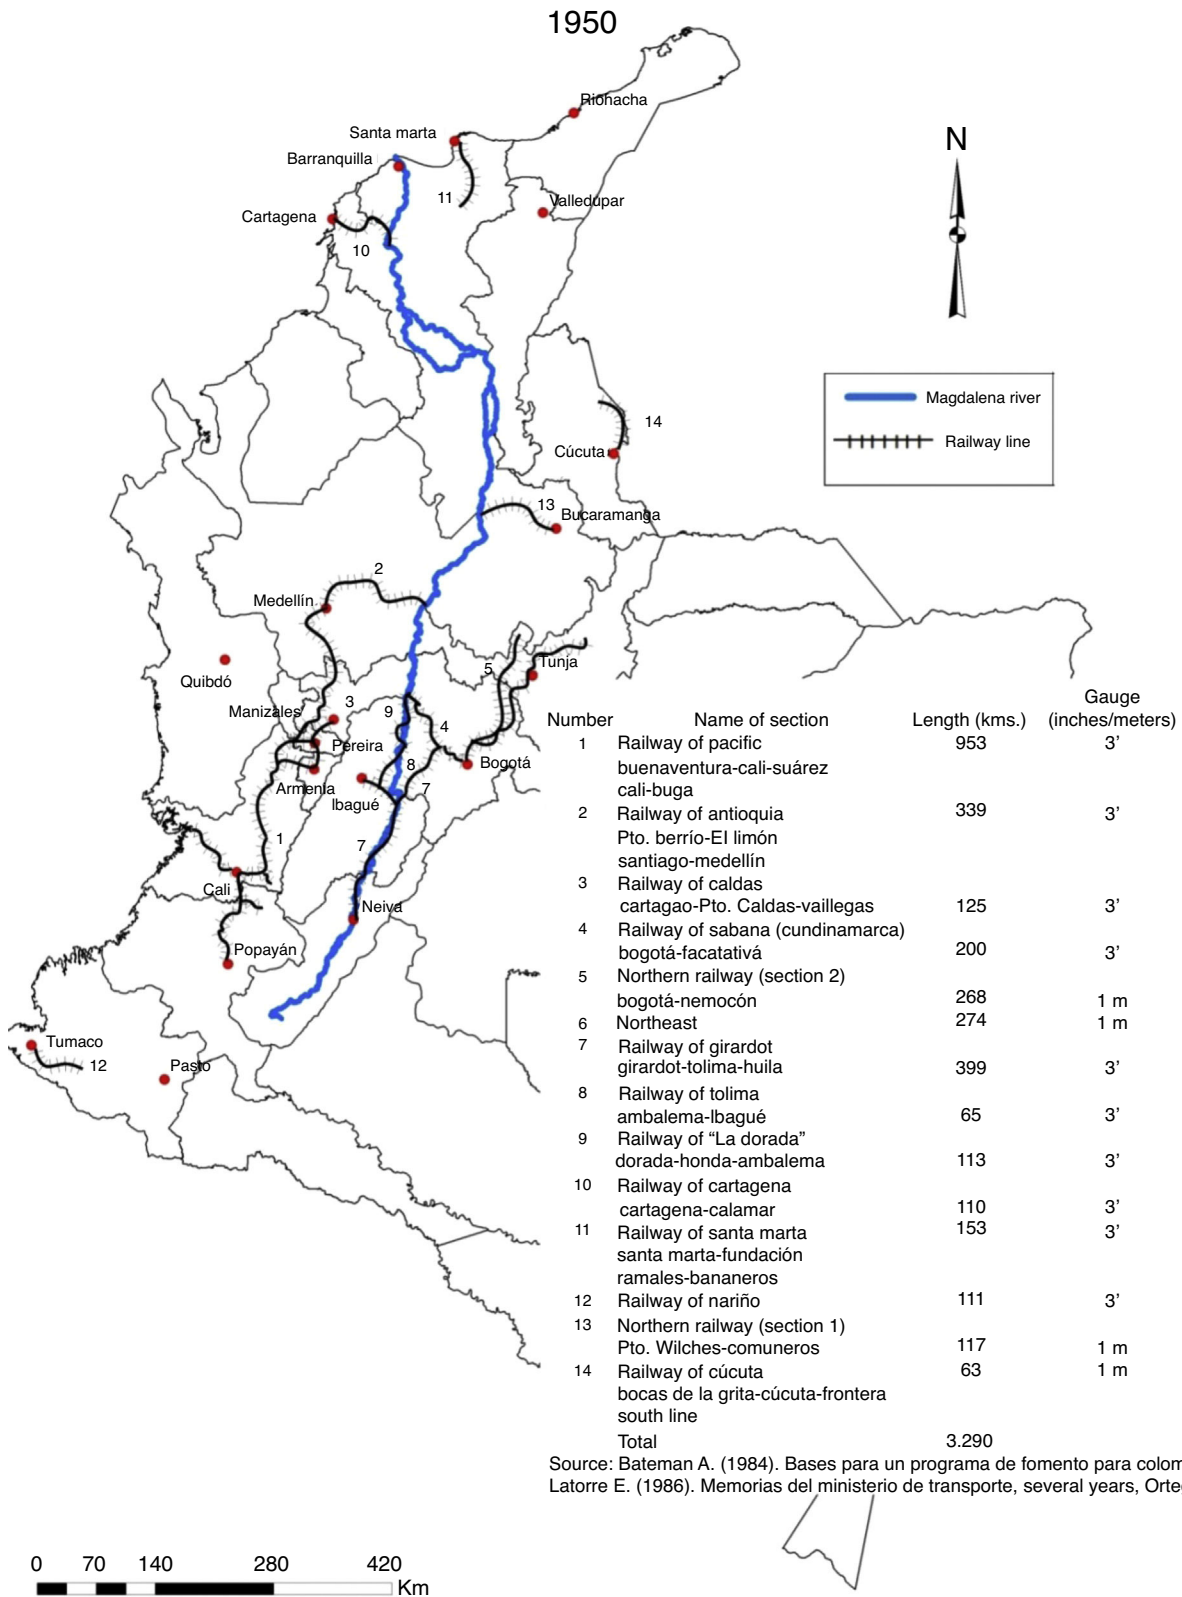 1950
Riohacha
Santa marta
Barranquilla
N
11
Valledupar
Cartagena
10
Magdalena river
14
Railway line
Cúcuta
13
Bucaramanga
2
Medellín
5
Tunja
Quibdó
3
Manizales
9
4
Pereira
8
Bogotá
Armenia
7
Ibagué
1
7
Cali
Neiva
Popayán
Tumaco
12
Pasto
Number Name of section Length (kms.) Gauge (inches/meters)
1 Railway of pacific 953 3’
buenaventura-cali-suárez
cali-buga
2 Railway of antioquia 339 3’
Pto. berrío-El limón
santiago-medellín
3 Railway of caldas
cartagao-Pto. Caldas-vaillegas 125 3’
4 Railway of sabana (cundinamarca)
bogotá-facatativá 200 3’
5 Northern railway (section 2)
bogotá-nemocón 268 1 m
6 Northeast 274 1 m
7 Railway of girardot
girardot-tolima-huila 399 3’
8 Railway of tolima
ambalema-Ibagué 65 3’
9 Railway of “La dorada”
dorada-honda-ambalema 113 3’
10 Railway of cartagena
cartagena-calamar 110 3’
11 Railway of santa marta 153 3’
santa marta-fundación
ramales-bananeros
12 Railway of nariño 111 3’
13 Northern railway (section 1)
Pto. Wilches-comuneros 117 1 m
14 Railway of cúcuta 63 1 m
bocas de la grita-cúcuta-frontera
south line
Total 3.290
Source: Bateman A. (1984). Bases para un programa de fomento para colom
Latorre E. (1986). Memorias del ministerio de transporte, several years, Orte
0 70 140 280 420
Km